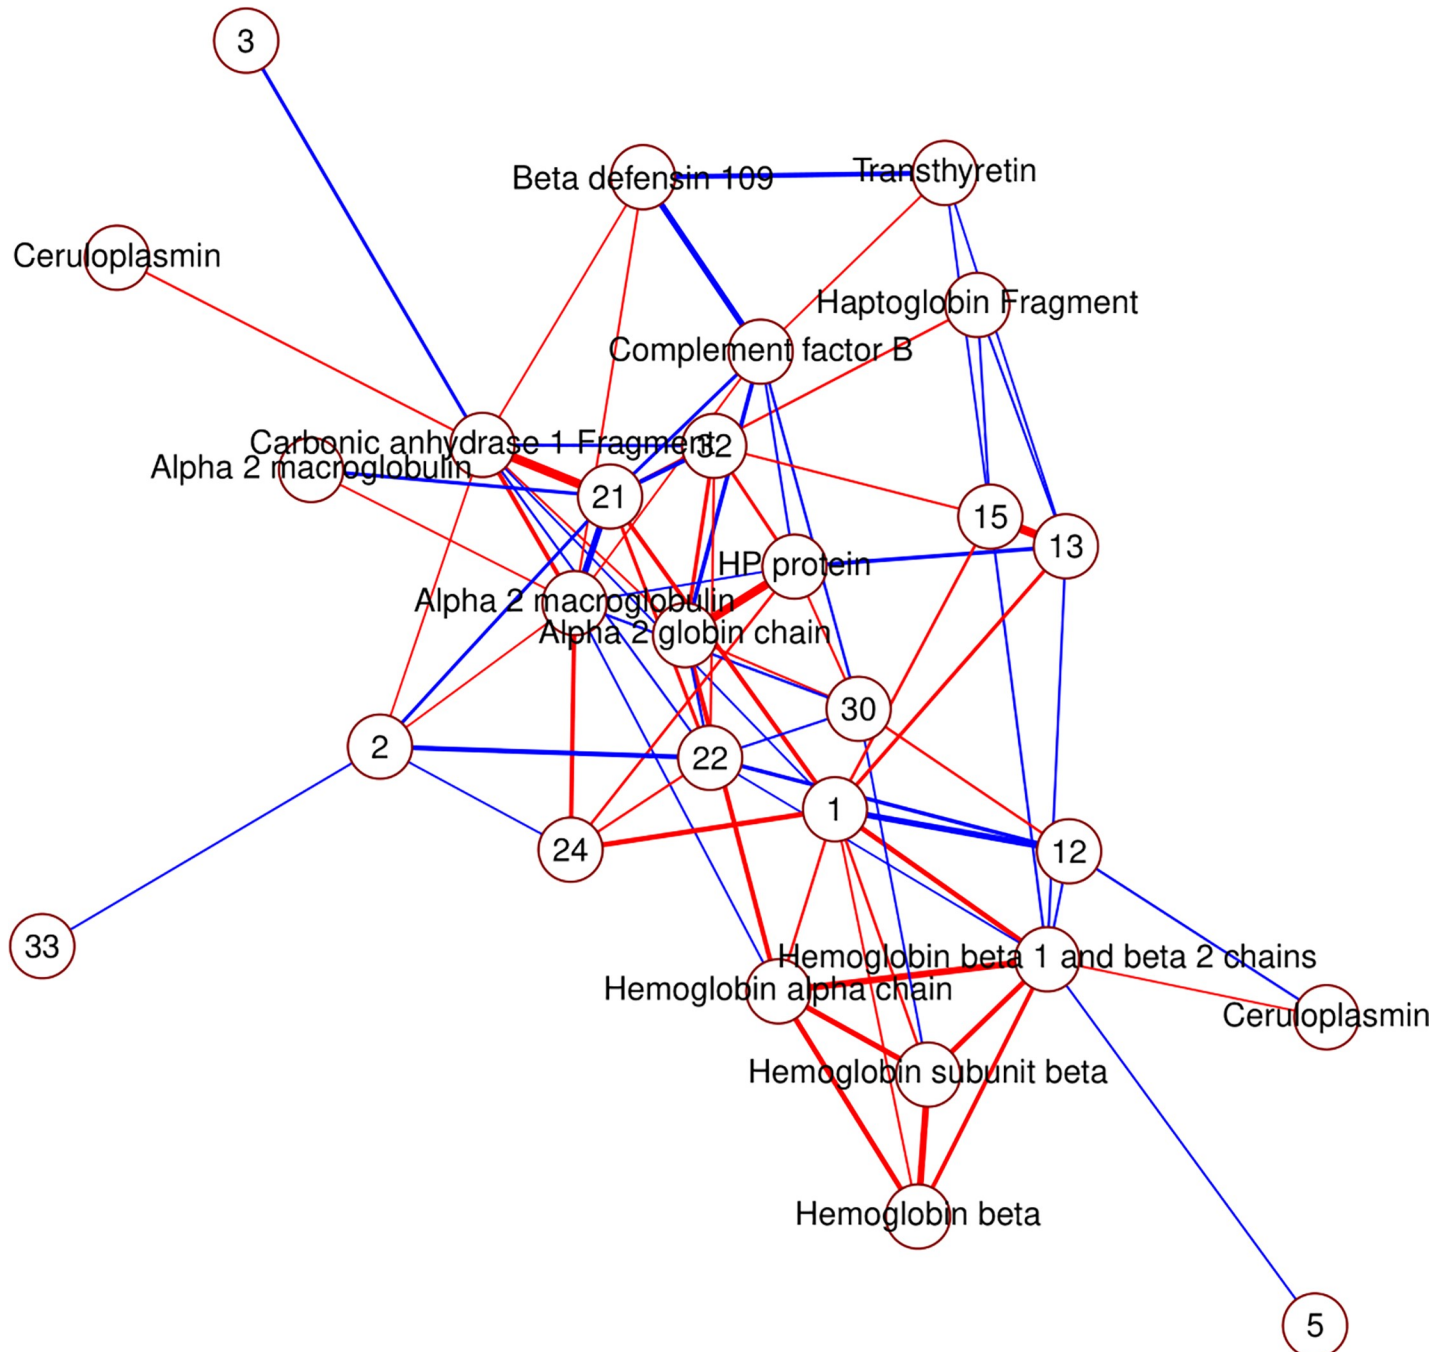 3
Beta defensin 109
Transthyretin
Ceruloplasmin
Haptoglobin Fragment
Complement factor B
Carbonic anhydrase 1 Fragment
32
Alpha 2 macroglobulin
21
15
13
HP protein
Alpha 2 macroglobulin
Alpha 2 globin chain
30
2
22
1
24
12
33
Hemoglobin beta 1 and beta 2 chains
Hemoglobin alpha chain
Ceruloplasmin
Hemoglobin subunit beta
Hemoglobin beta
5